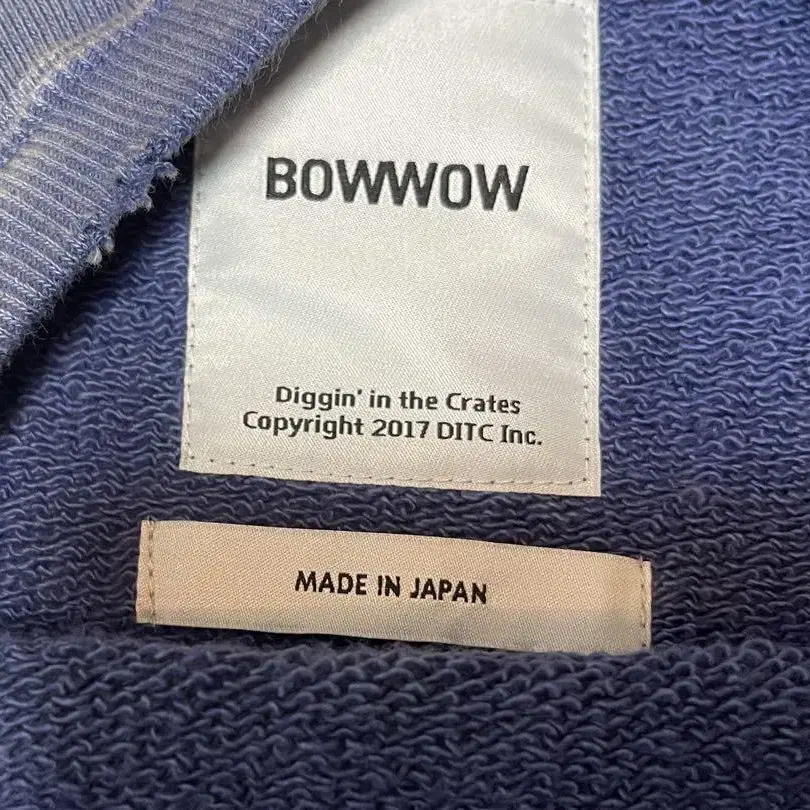 BOWWOW
Diggin' in the Crates
Copyright 2017 DITC Inc.
MADE IN JAPAN